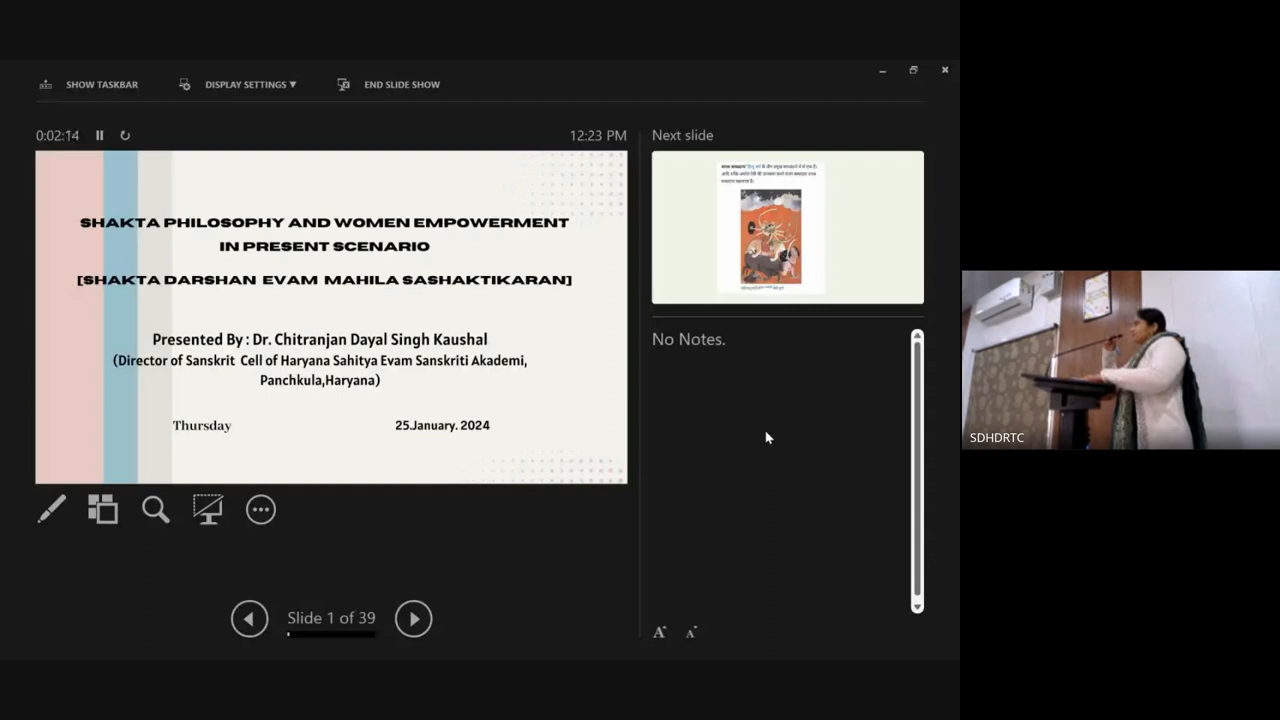 SHOW TASKBAR
DISPLAY SETTINGS ▼
END SLIDE SHOW
0:02:14
12:23 PM
Next slide
SHAKTA PHILOSOPHY AND WOMEN EMPOWERMENT
IN PRESENT SCENARIO
[SHAKTA DARSHAN EVAM MAHILA SASHAKTIKARAN]
Presented By : Dr. Chitranjan Dayal Singh Kaushal
(Director of Sanskrit Cell of Haryana Sahitya Evam Sanskriti Akademi,
Panchkula,Haryana)
Thursday
25.January. 2024
No Notes.
SDHDRTC
Slide 1 of 39
A A